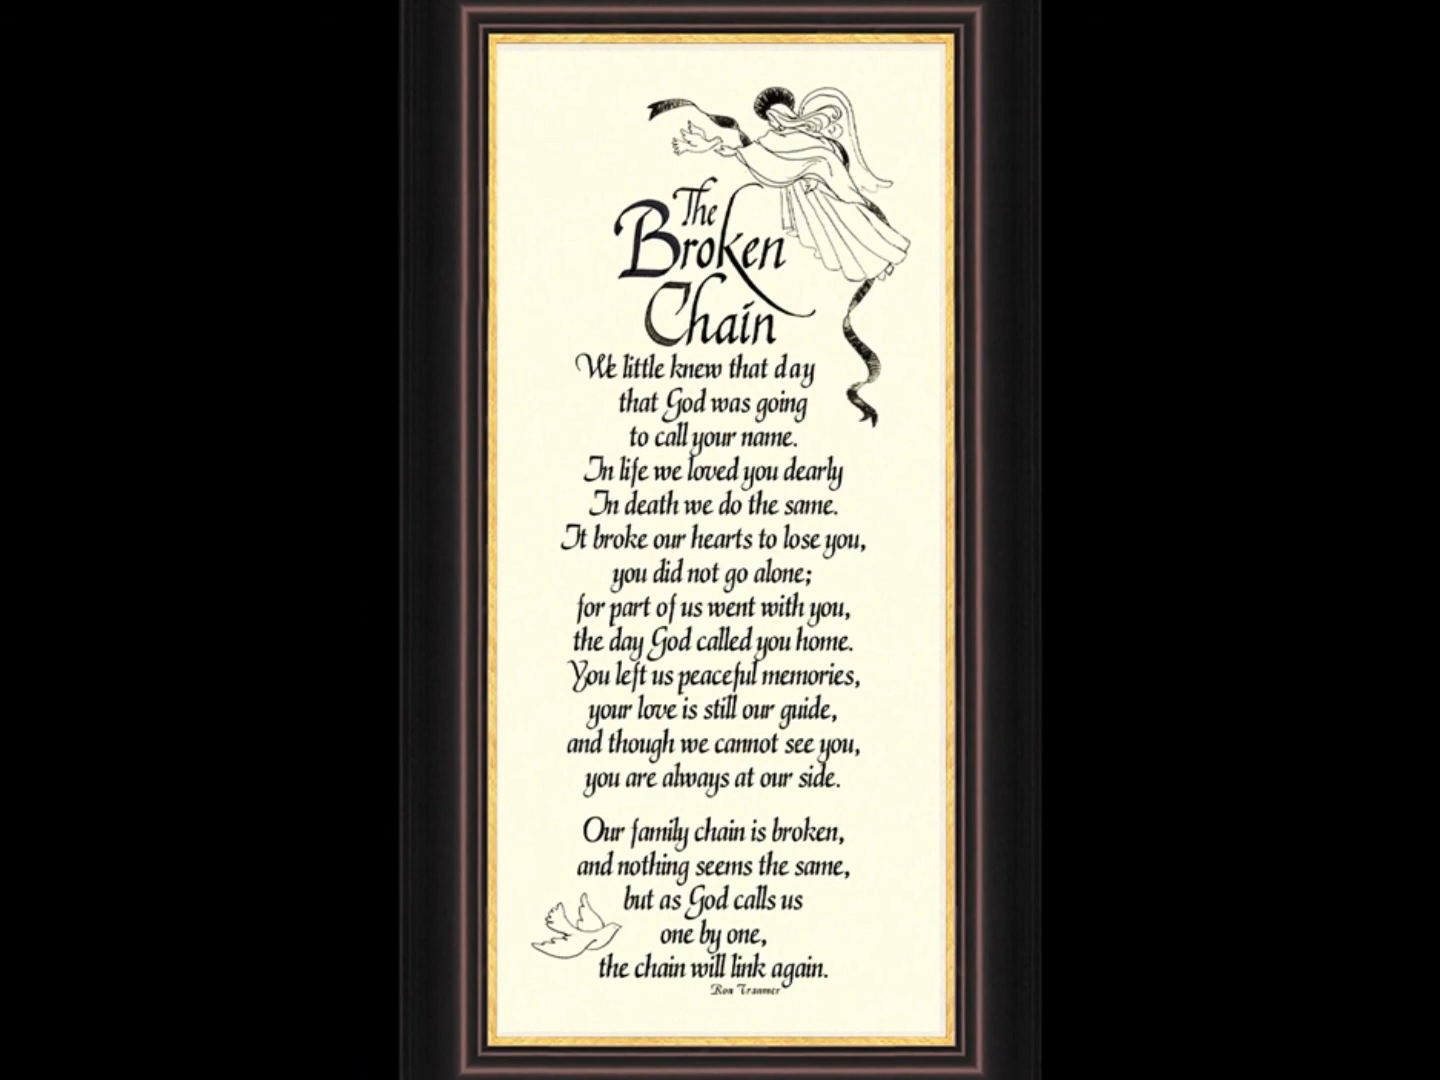 The
Broken
Chain
We little knew that day
that God was going
to call your name.
In life we loved you dearly
In death we do the same.
It broke our hearts to lose you,
you did not go alone;
for part of us went with you,
the day God called you home.
You left us peaceful memories,
your love is still our guide,
and though we cannot see you,
you are always at our side.
Our family chain is broken,
and nothing seems the same,
but as God calls us
one by one,
the chain will link again.
Ron Tranmer